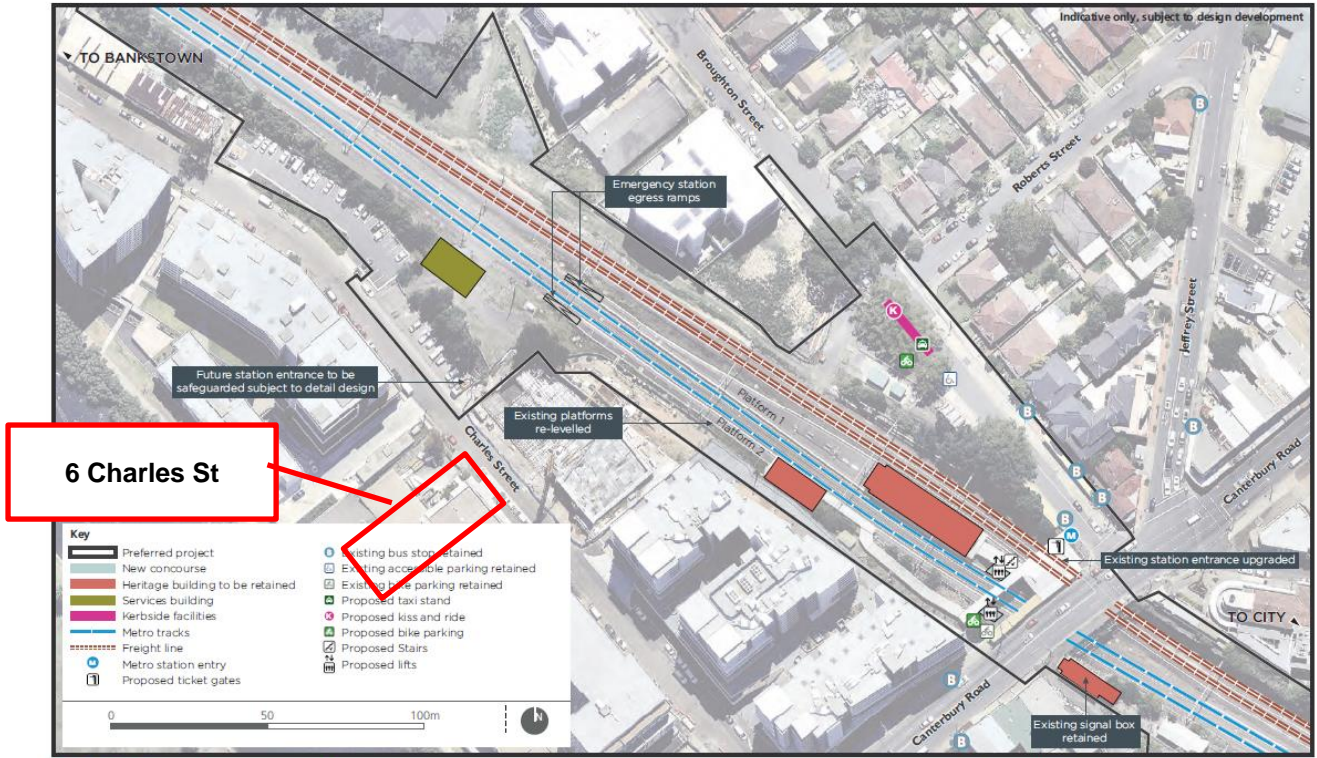 Indicative only, subject to design development
TO BANKSTOWN
Broughton Street
Roberts Street
Emergency station
egress ramps
Jeffrey Street
Future station entrance to be
safeguarded subject to detail design
Existing platforms
re-levelled
Platform 1
Platform 2
Charles Street
Canterbury Road
6 Charles St
Existing station entrance upgraded
TO CITY
Canterbury Road
Existing signal box
retained
K
B
B
B
B
B
B
B
B
M
N
Key
Preferred project
New concourse
Heritage building to be retained
Services building
Kerbside facilities
Metro tracks
Freight line
M Metro station entry
Proposed ticket gates
B Existing bus stop retained
Existing accessible parking retained
Existing bike parking retained
Proposed taxi stand
K Proposed kiss and ride
Proposed bike parking
Proposed Stairs
Proposed lifts
0 50 100m